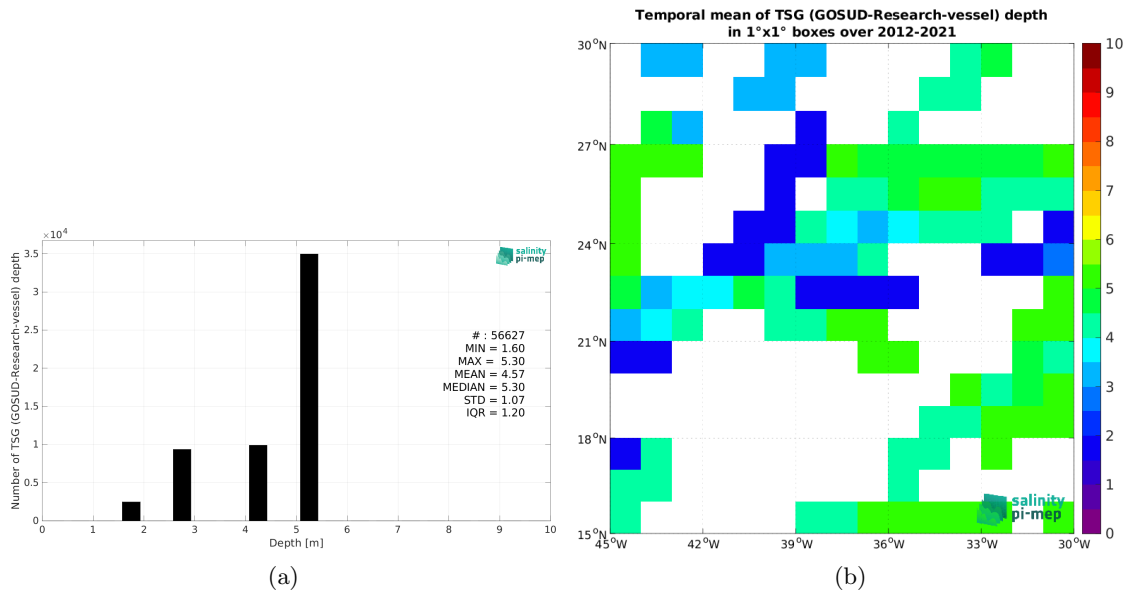 ×10⁴
3.5
3
2.5
2
1.5
1
0.5
0
Number of TSG (GOSUD-Research-vessel) depth
salinity
pi-mep
# : 56627
MIN = 1.60
MAX = 5.30
MEAN = 4.57
MEDIAN = 5.30
STD = 1.07
IQR = 1.20
0 1 2 3 4 5 6 7 8 9 10
Depth [m]
(a)
Temporal mean of TSG (GOSUD-Research-vessel) depth
in 1°x1° boxes over 2012-2021
30°N
27°N
24°N
21°N
18°N
15°N
45°W 42°W 39°W 36°W 33°W 30°W
salinity
pi-mep
10
9
8
7
6
5
4
3
2
1
0
(b)